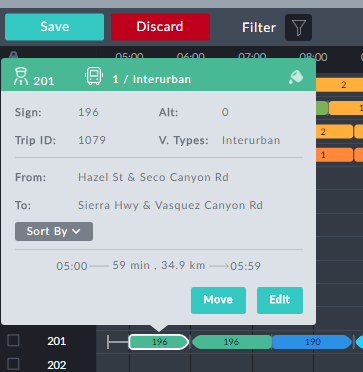 Save Discard Filter
05:00 06:00 07:00 08:00
201 1 / Interurban
2
1
2
1
Sign: 196 Alt: 0
Trip ID: 1079 V. Types: Interurban
From: Hazel St & Seco Canyon Rd
To: Sierra Hwy & Vasquez Canyon Rd
Sort By
05:00 59 min , 34.9 km 05:59
Move Edit
201 196 196 190
202